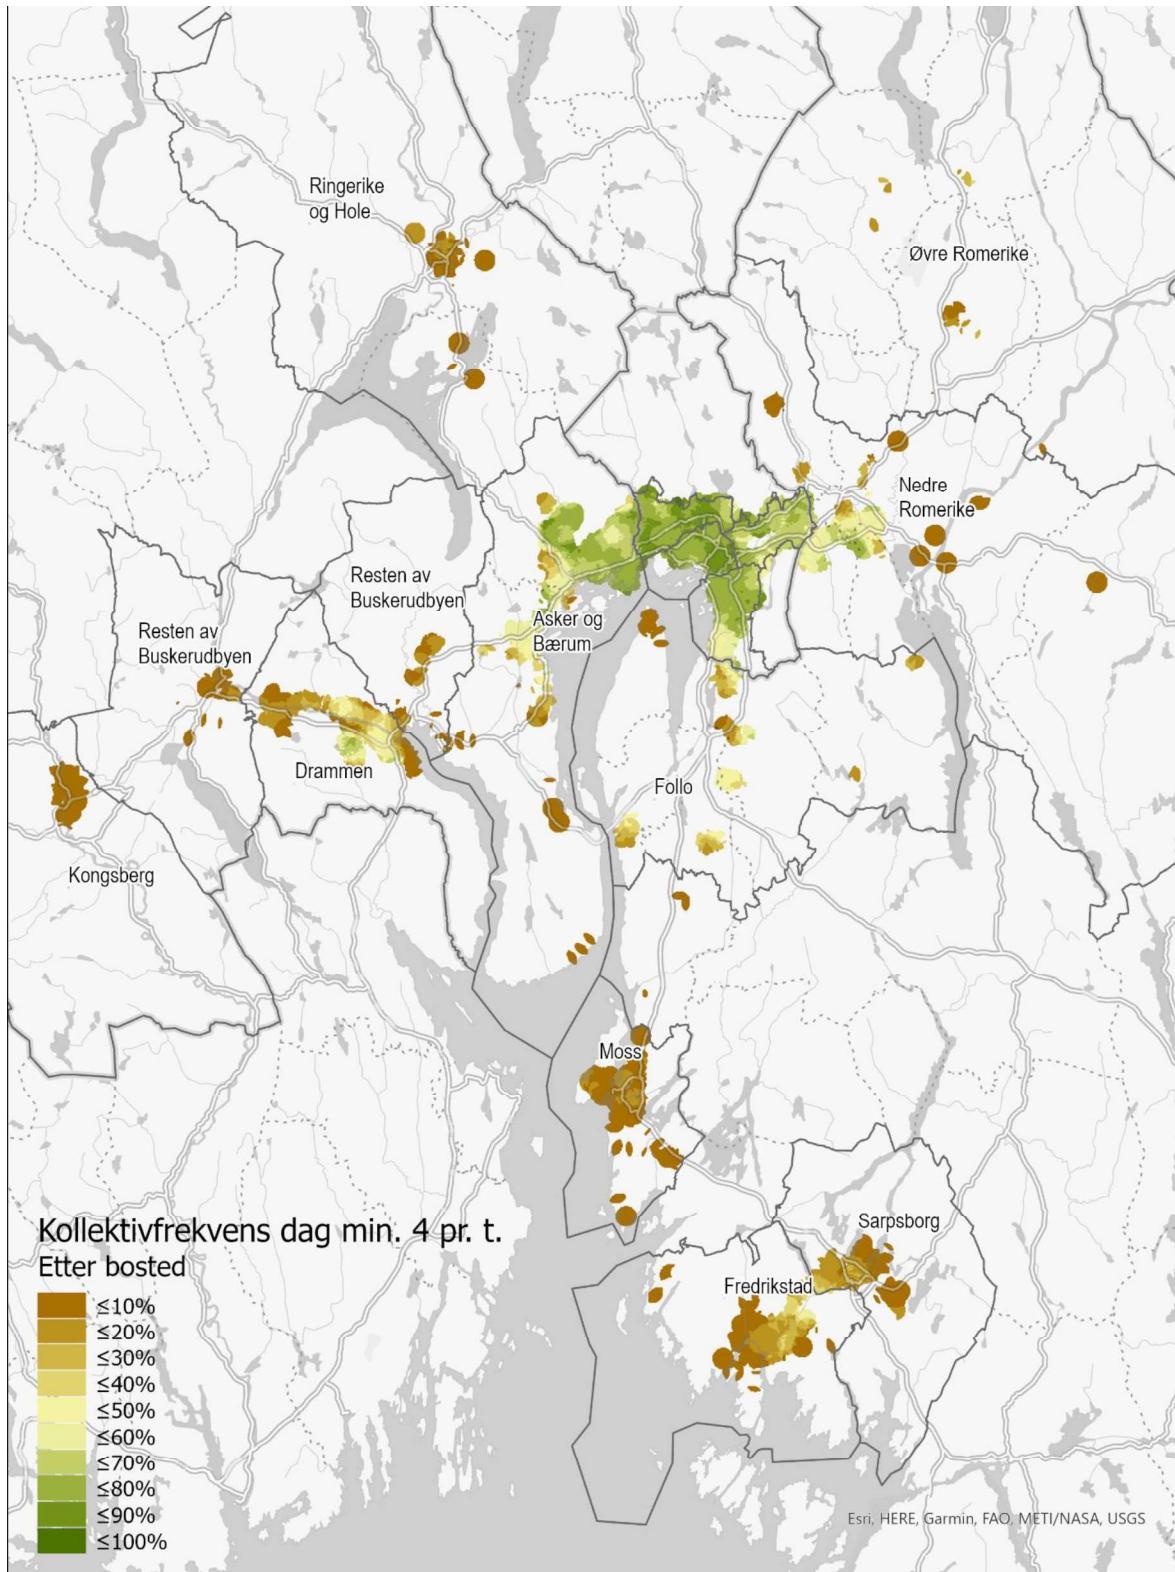 Ringerike
og Hole
Øvre Romerike
Nedre
Romerike
Resten av
Buskerudbyen
Asker og
Bærum
Resten av
Buskerudbyen
Drammen
Follo
Kongsberg
Moss
Sarpsborg
Fredrikstad
Kollektivfrekvens dag min. 4 pr. t.
Etter bosted
≤10%
≤20%
≤30%
≤40%
≤50%
≤60%
≤70%
≤80%
≤90%
≤100%
Esri, HERE, Garmin, FAO, METI/NASA, USGS